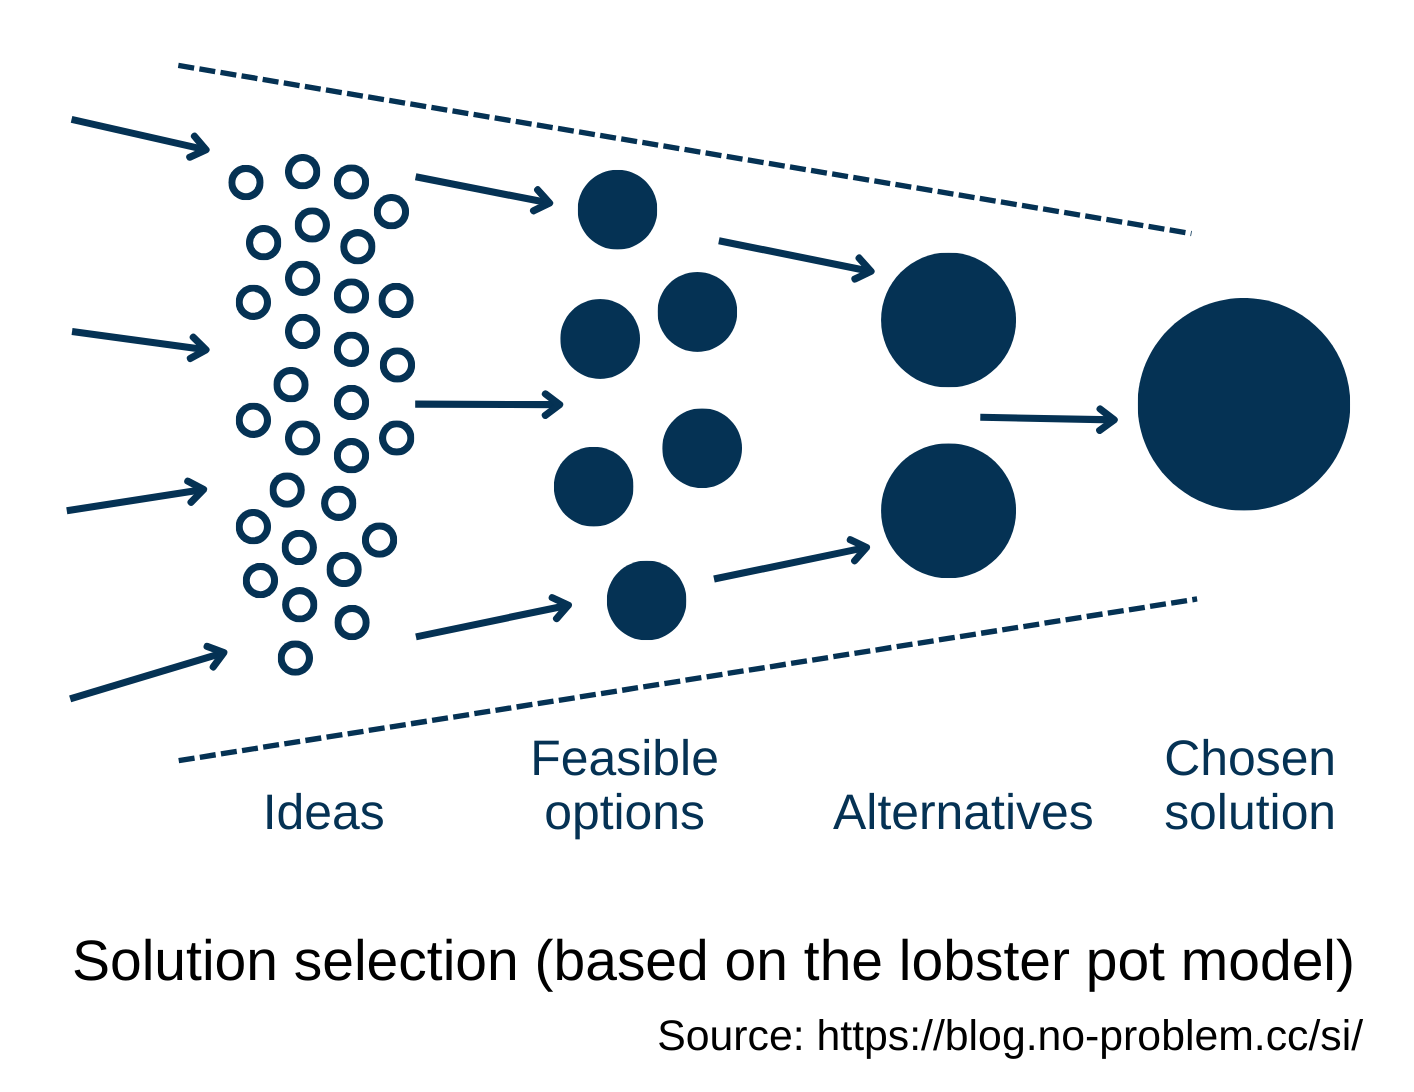 Ideas
Feasible
options
Alternatives
Chosen
solution
Solution selection (based on the lobster pot model)
Source: https://blog.no-problem.cc/si/